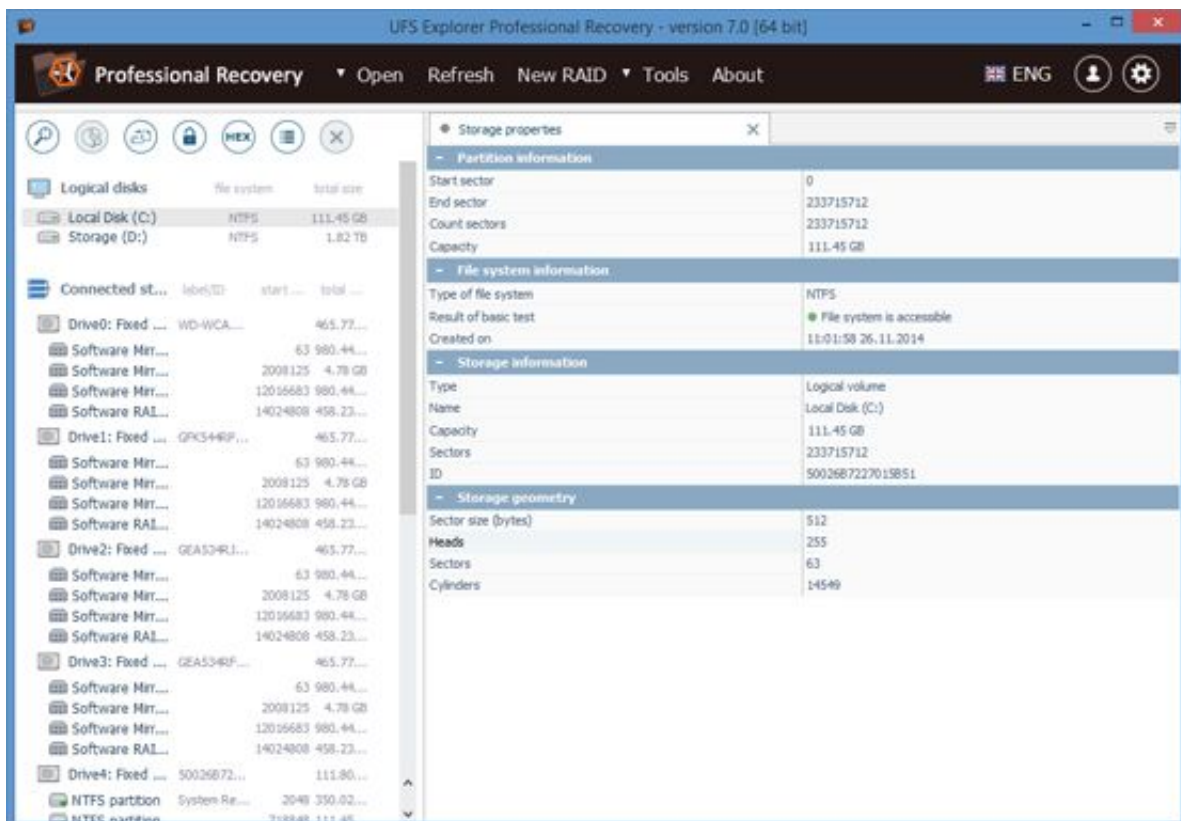 UFS Explorer Professional Recovery - version 7.0 [64 bit]
Professional Recovery Open Refresh New RAID Tools About ENG
HEX
Logical disks file system total size
Local Disk (C:) NTFS 111.45 GB
Storage (D:) NTFS 1.82 TB
Connected st... label/ID start ... total ...
Drive0: Fixed ... WD-WCA... 465.77...
Software Mirr... 63 980.44...
Software Mirr... 2008125 4.78 GB
Software Mirr... 12016683 980.44...
Software RAI... 14024808 458.23...
Drive1: Fixed ... 465.77...
Software Mirr... 63 980.44...
Software Mirr... 2008125 4.78 GB
Software Mirr... 12016683 980.44...
Software RAI... 14024808 458.23...
Drive2: Fixed ... 465.77...
Software Mirr... 63 980.44...
Software Mirr... 2008125 4.78 GB
Software Mirr... 12016683 980.44...
Software RAI... 14024808 458.23...
Drive3: Fixed ... GEA534RF... 465.77...
Software Mirr... 63 980.44...
Software Mirr... 2008125 4.78 GB
Software Mirr... 12016683 980.44...
Software RAI... 14024808 458.23...
Drive4: Fixed ... 50026B72... 111.80...
NTFS partition System Re... 2048 350.02...
NTFS partition 718848 111.45
Storage properties
- Partition information
Start sector 0
End sector 233715712
Count sectors 233715712
Capacity 111.45 GB
- File system information
Type of file system NTFS
Result of basic test File system is accessible
Created on 11:01:58 26.11.2014
- Storage information
Type Logical volume
Name Local Disk (C:)
Capacity 111.45 GB
Sectors 233715712
ID 50026B7227015B51
- Storage geometry
Sector size (bytes) 512
Heads 255
Sectors 63
Cylinders 14549